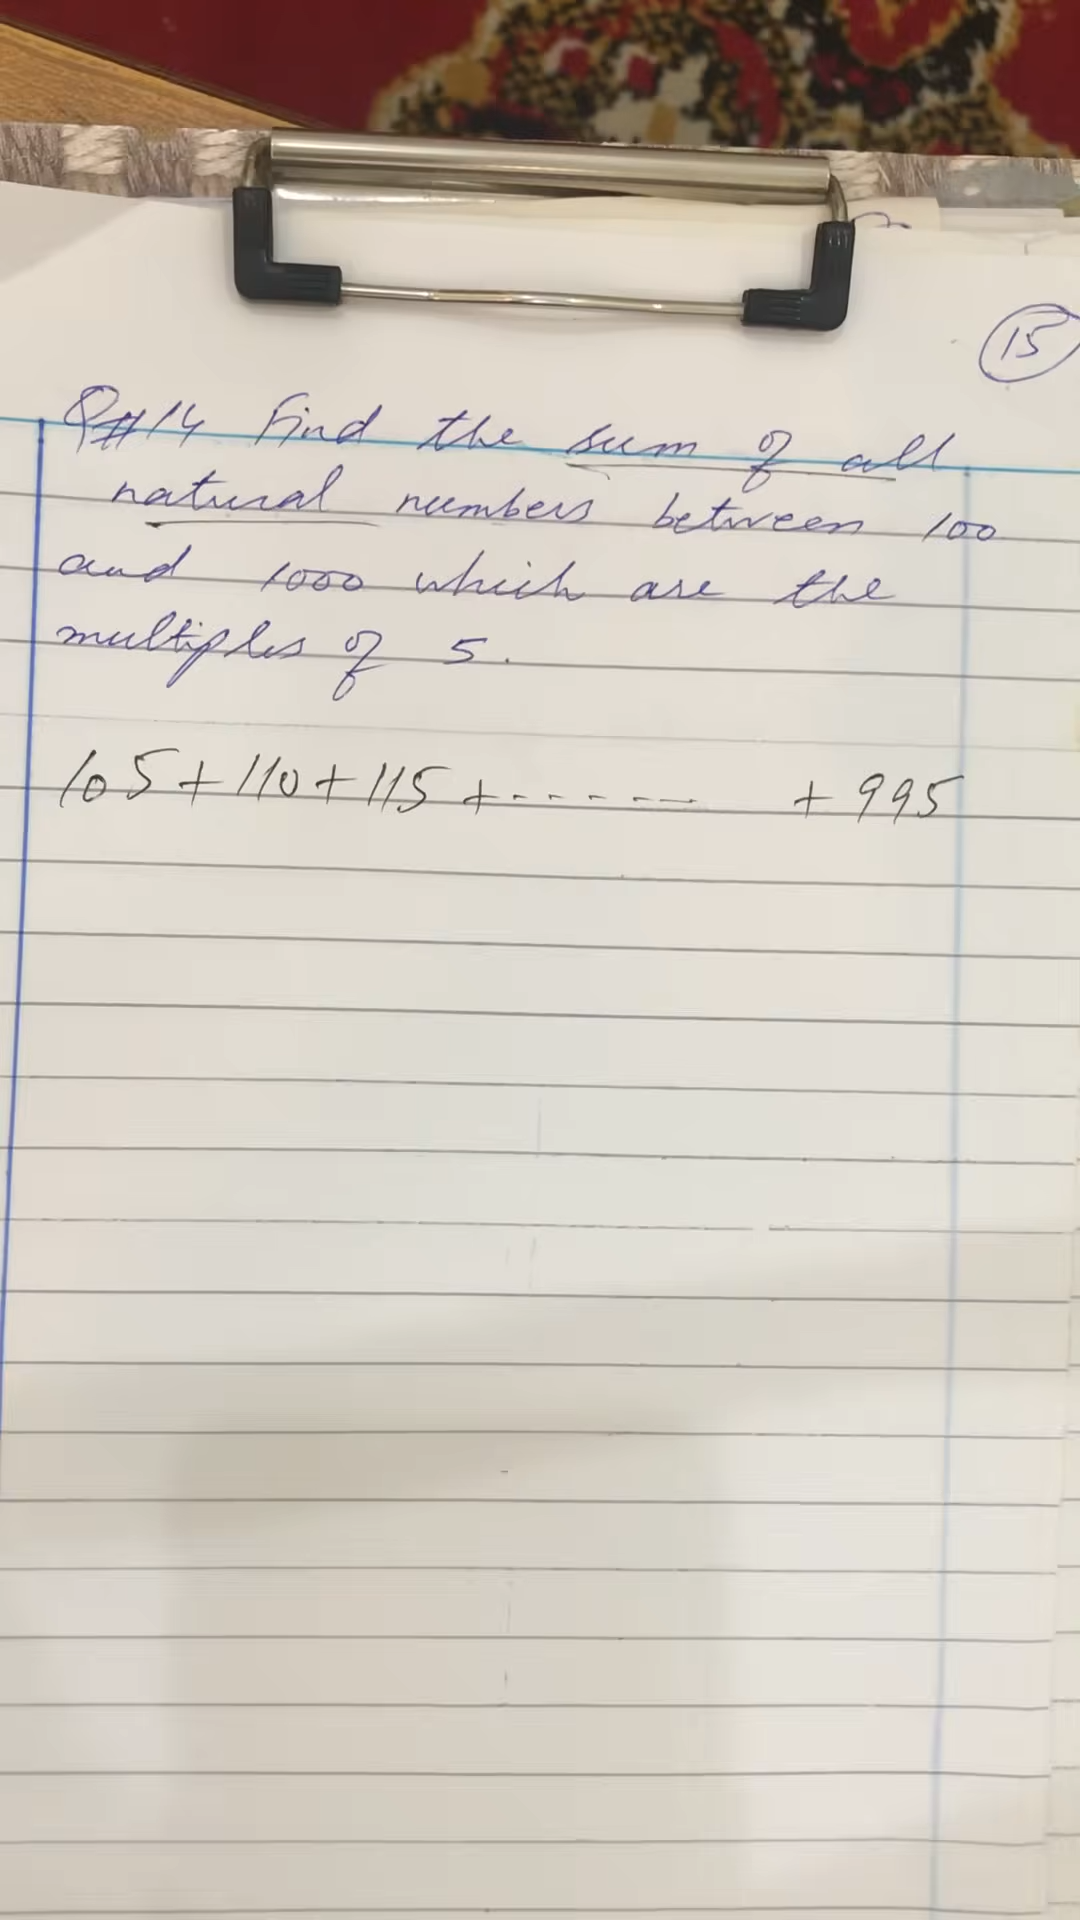 15
Q#14 Find the sum of all
natural numbers between 100
and 1000 which are the
multiples of 5.
105+110+115+------ +995